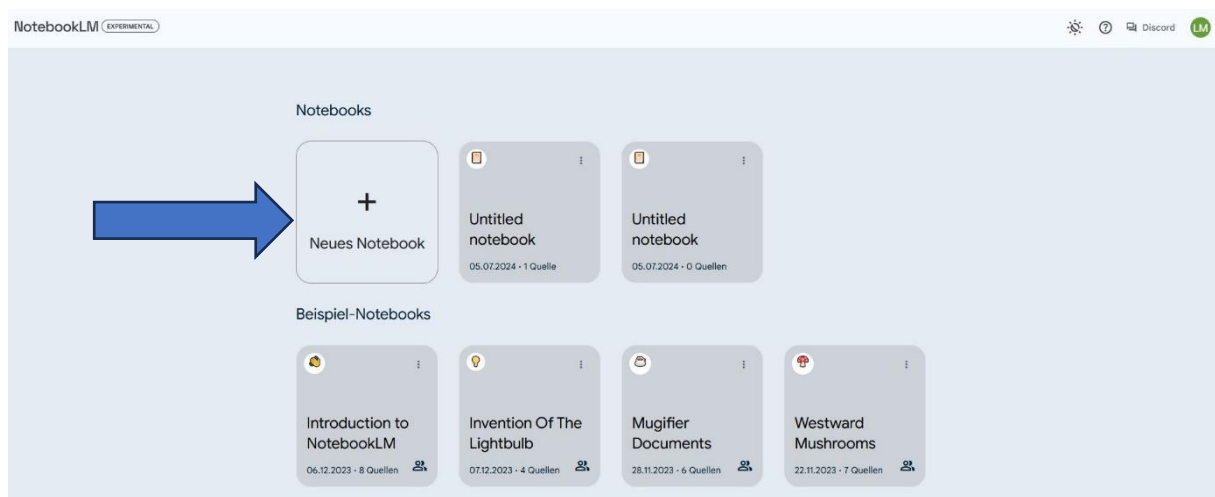 NotebookLM EXPERIMENTAL
Discord LM
Notebooks
+
Neues Notebook
Untitled
notebook
05.07.2024 • 1 Quelle
Untitled
notebook
05.07.2024 • 0 Quellen
Beispiel-Notebooks
Introduction to
NotebookLM
06.12.2023 • 8 Quellen
Invention Of The
Lightbulb
07.12.2023 • 4 Quellen
Mugifier
Documents
28.11.2023 • 6 Quellen
Westward
Mushrooms
22.11.2023 • 7 Quellen